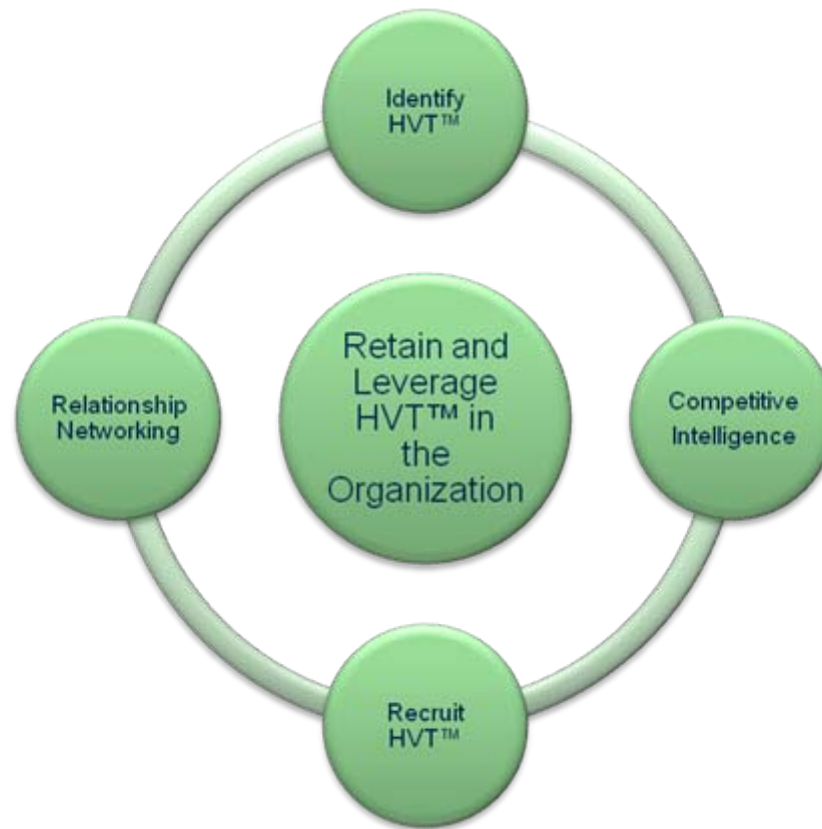 Identify
HVT™
Retain and
Leverage
HVT™ in
the
Organization
Relationship
Networking
Competitive
Intelligence
Recruit
HVT™